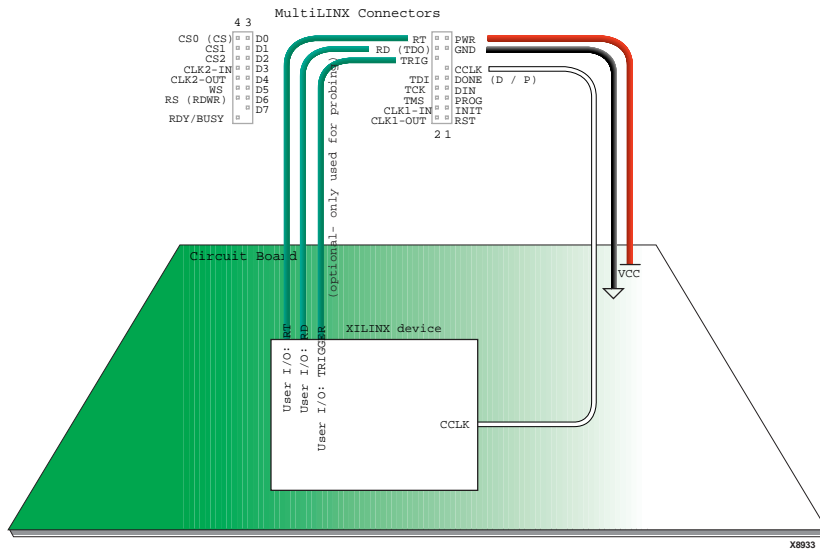 MultiLINX Connectors
4 3
CS0 (CS) D0
CS1 D1
CS2 D2
CLK2-IN D3
CLK2-OUT D4
WS D5
RS (RDWR) D6
D7
RDY/BUSY
RT PWR
RD (TDO) GND
TRIG
CCLK
TDI DONE (D / P)
TCK DIN
TMS PROG
CLK1-IN INIT
CLK1-OUT RST
2 1
(optional- only used for probing)
Circuit Board
VCC
XILINX device
User I/O: RT
User I/O: RD
User I/O: TRIGGER
CCLK
X8933